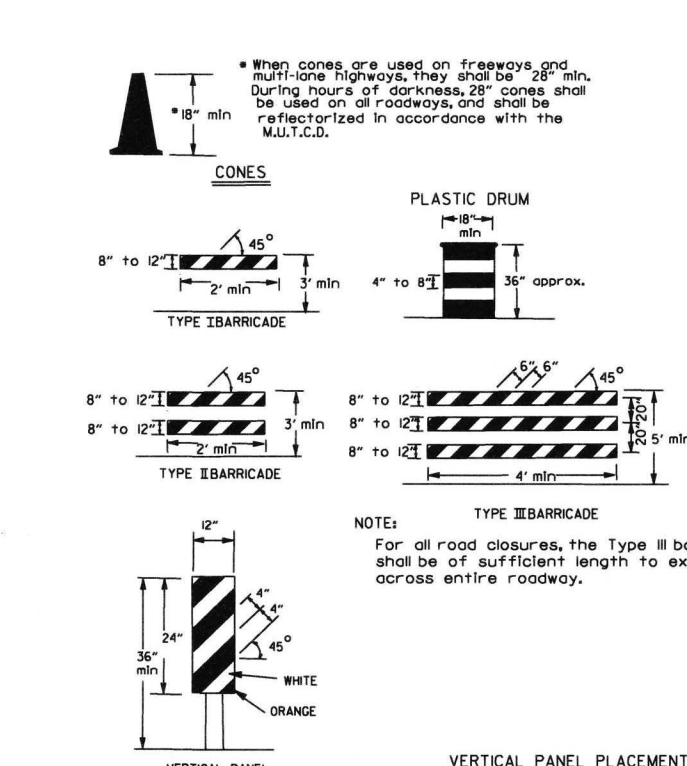 * When cones are used on freeways and
multi-lane highways, they shall be 28" min.
During hours of darkness, 28" cones shall
be used on all roadways, and shall be
reflectorized in accordance with the
M.U.T.C.D.
*18" min
CONES
PLASTIC DRUM
18"
min
4" to 8"
36" approx.
45°
8" to 12"
2' min
3' min
TYPE I BARRICADE
45°
8" to 12"
8" to 12"
2' min
3' min
TYPE II BARRICADE
6" 6"
45°
8" to 12"
8" to 12"
8" to 12"
20"
20"
5' min
4' min
TYPE III BARRICADE
NOTE:
For all road closures, the Type III
shall be of sufficient length to
across entire roadway.
12"
4"
4"
45°
24"
36"
min
WHITE
ORANGE
VERTICAL PANEL
VERTICAL PANEL PLACEMENT